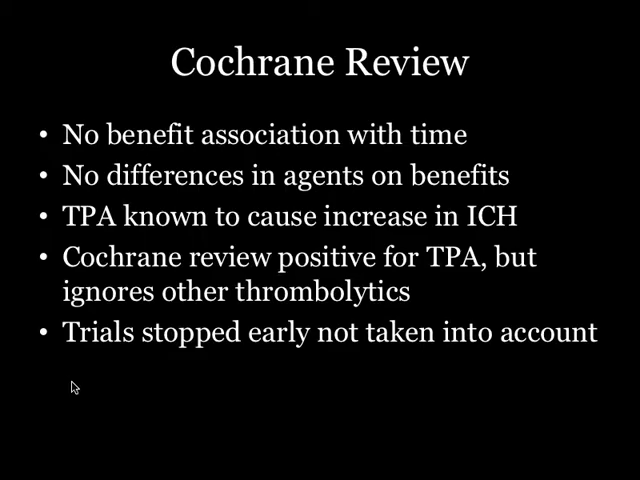 Cochrane Review
• No benefit association with time
• No differences in agents on benefits
• TPA known to cause increase in ICH
• Cochrane review positive for TPA, but
ignores other thrombolytics
• Trials stopped early not taken into account